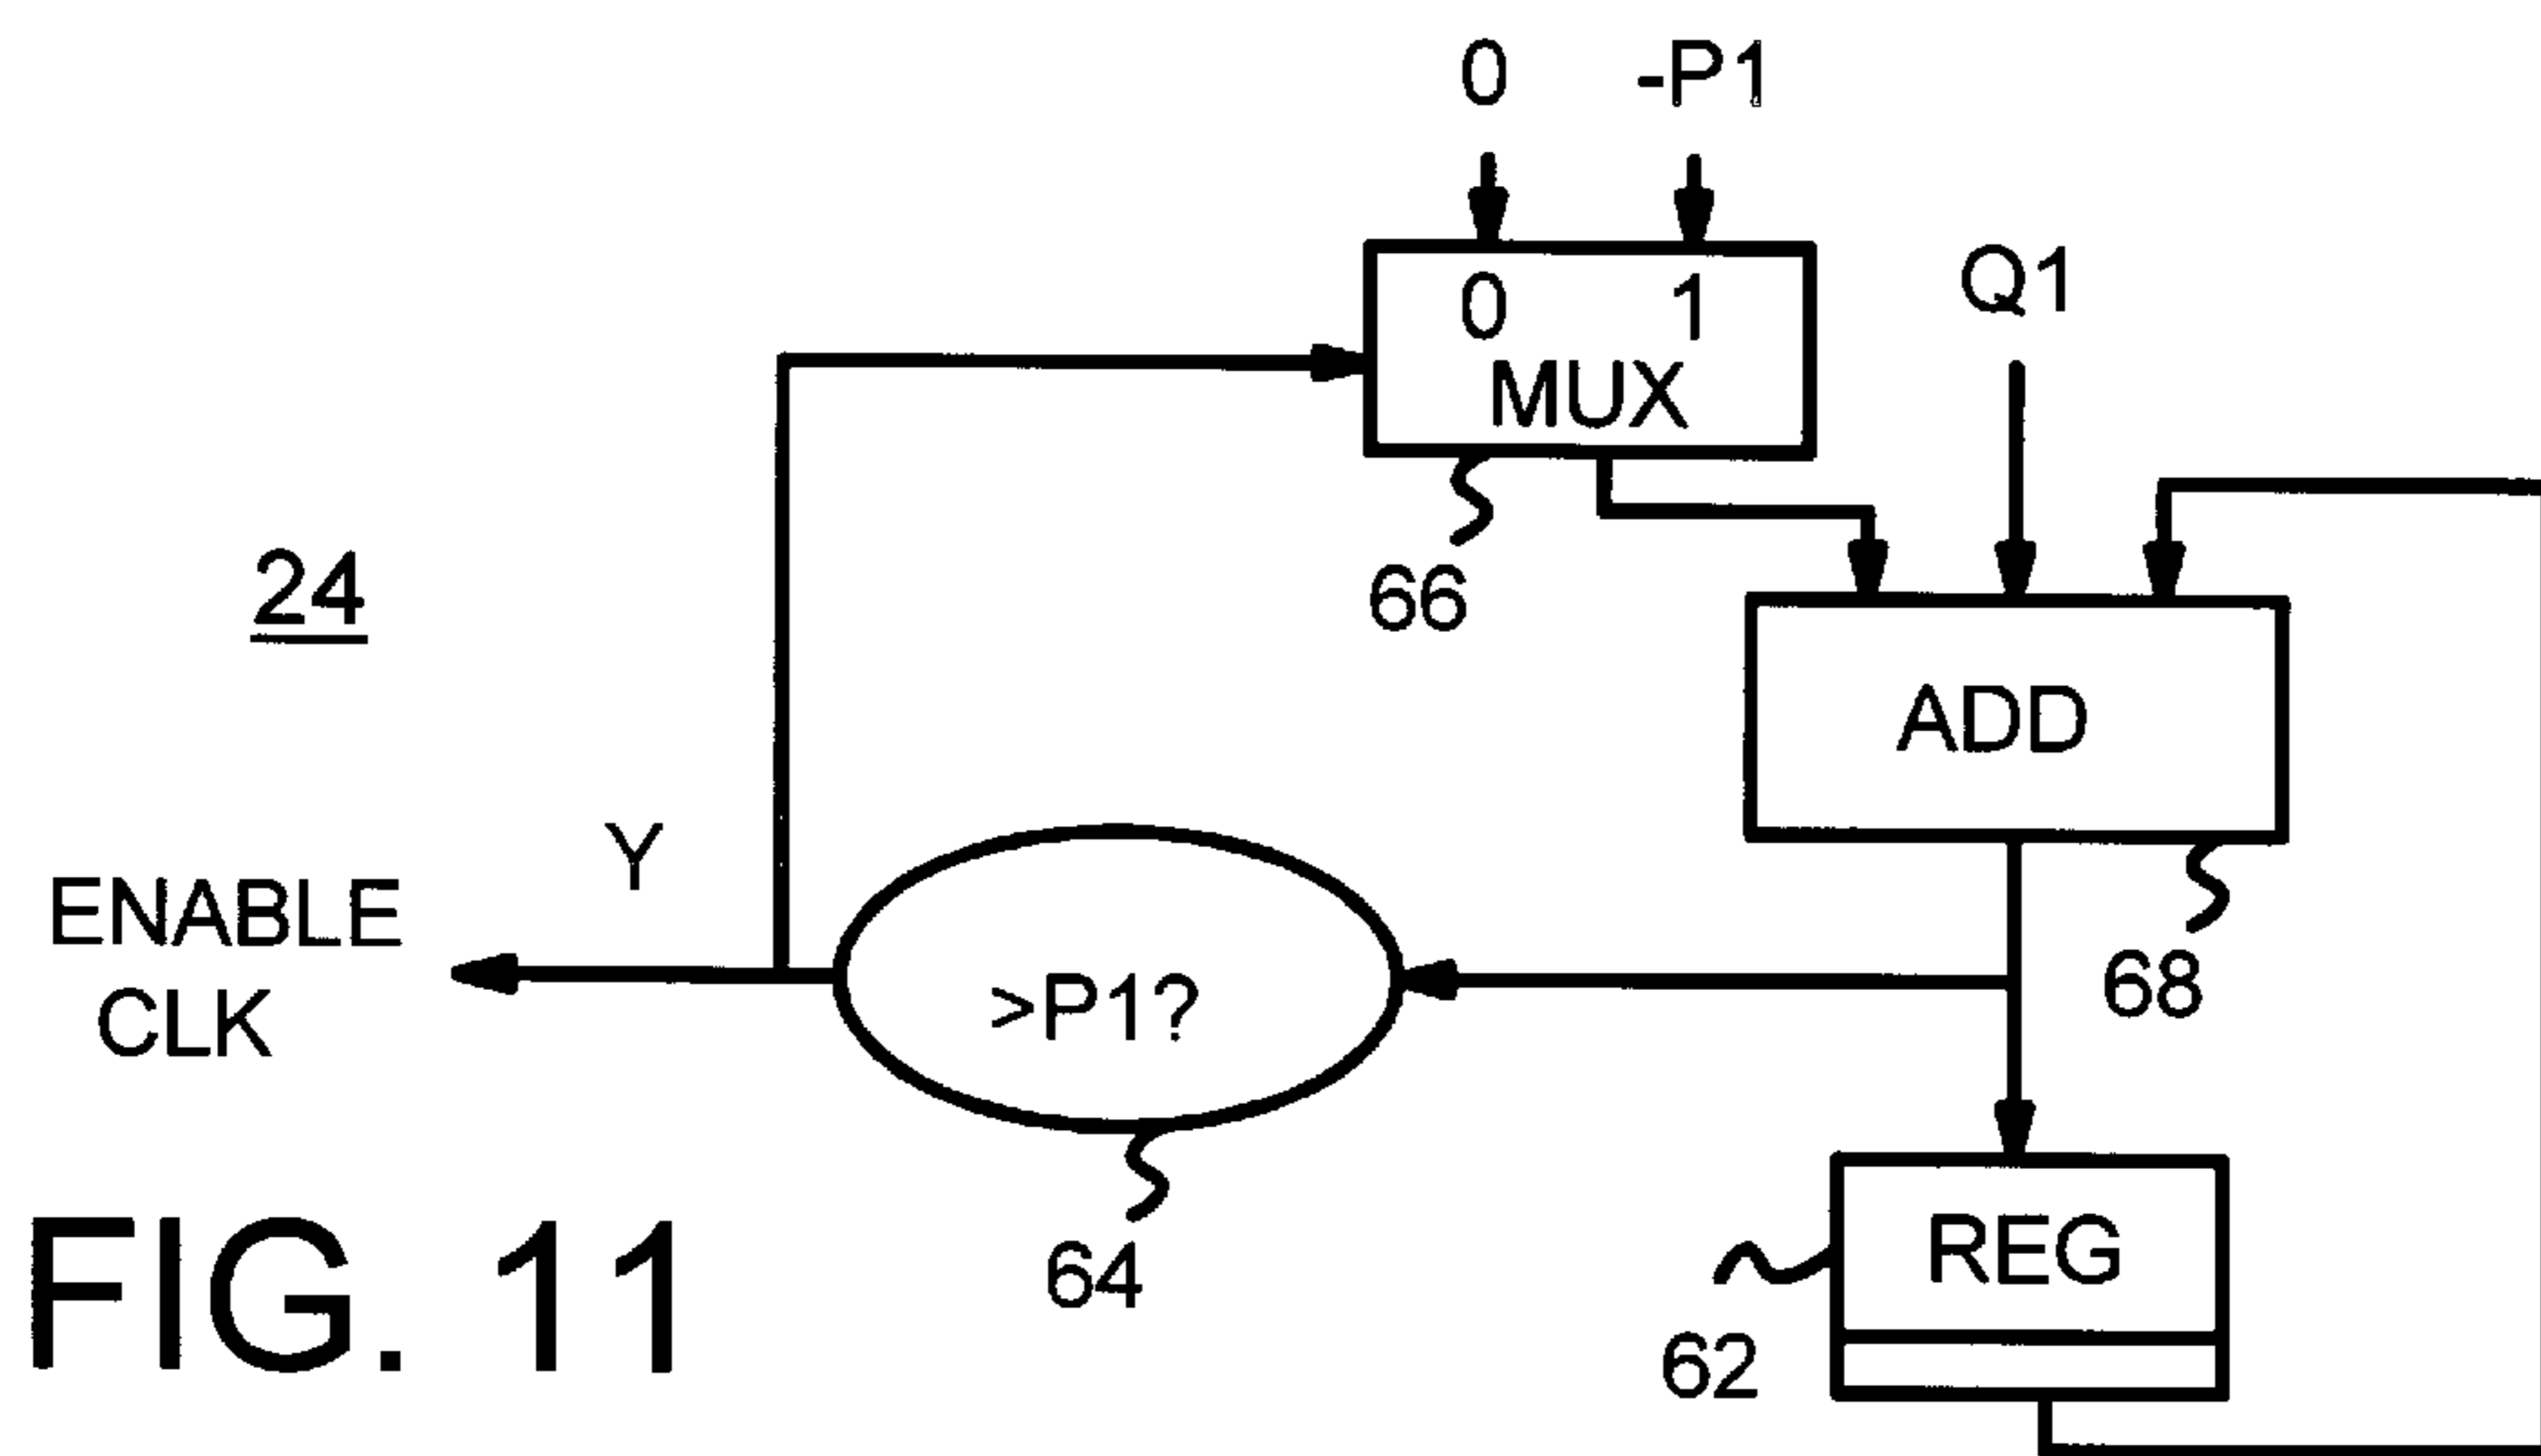 0 -P1
0 1
MUX
Q1
66
24
ADD
68
Y
ENABLE
CLK
>P1?
64
REG
62
FIG. 11